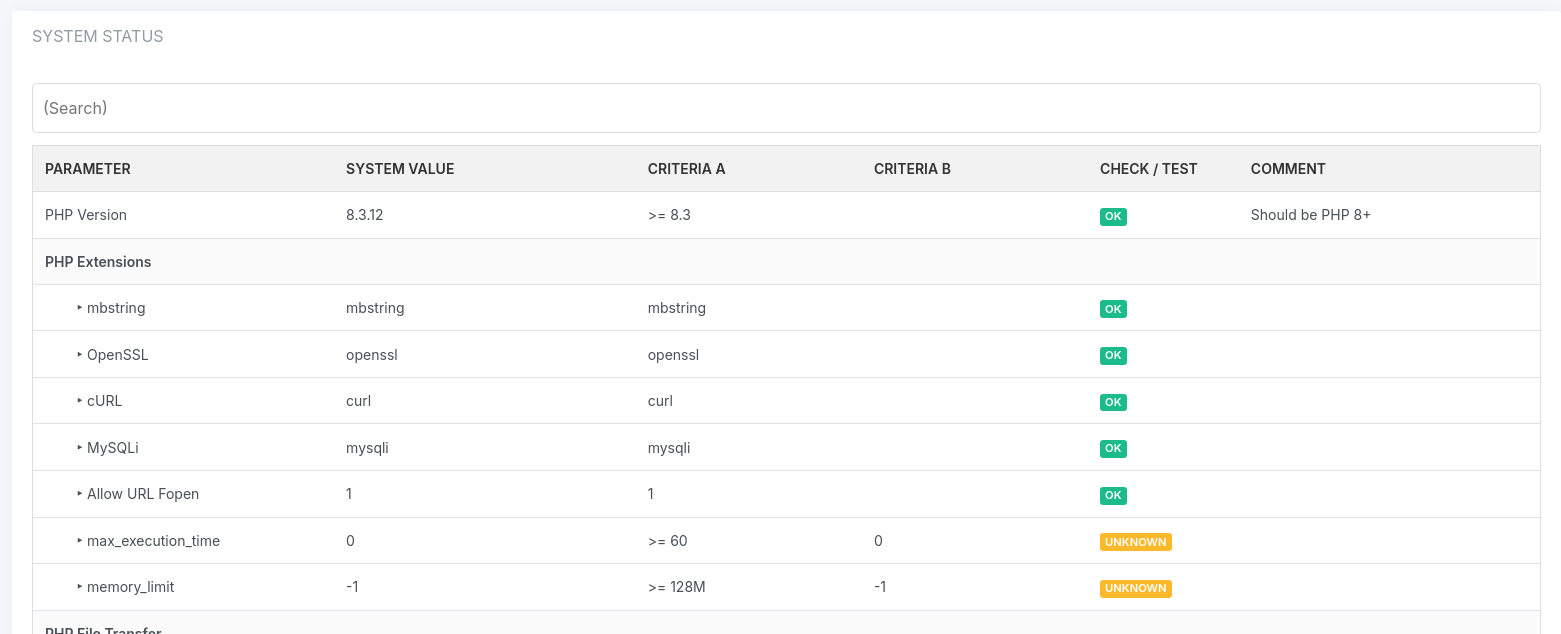 SYSTEM STATUS
(Search)
PARAMETER SYSTEM VALUE CRITERIA A CRITERIA B CHECK / TEST COMMENT
PHP Version 8.3.12 >= 8.3 OK Should be PHP 8+
PHP Extensions
‣ mbstring mbstring mbstring OK
‣ OpenSSL openssl openssl OK
‣ cURL curl curl OK
‣ MySQLi mysqli mysqli OK
‣ Allow URL Fopen 1 1 OK
‣ max_execution_time 0 >= 60 0 UNKNOWN
‣ memory_limit -1 >= 128M -1 UNKNOWN
PHP File Transfer